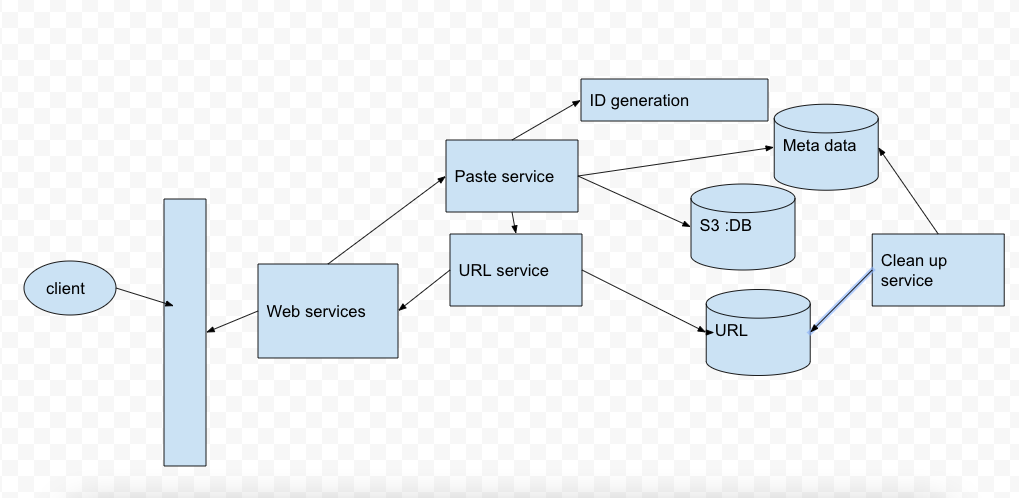 ID generation
Meta data
Paste service
S3 :DB
URL service
Clean up
service
client
Web services
URL